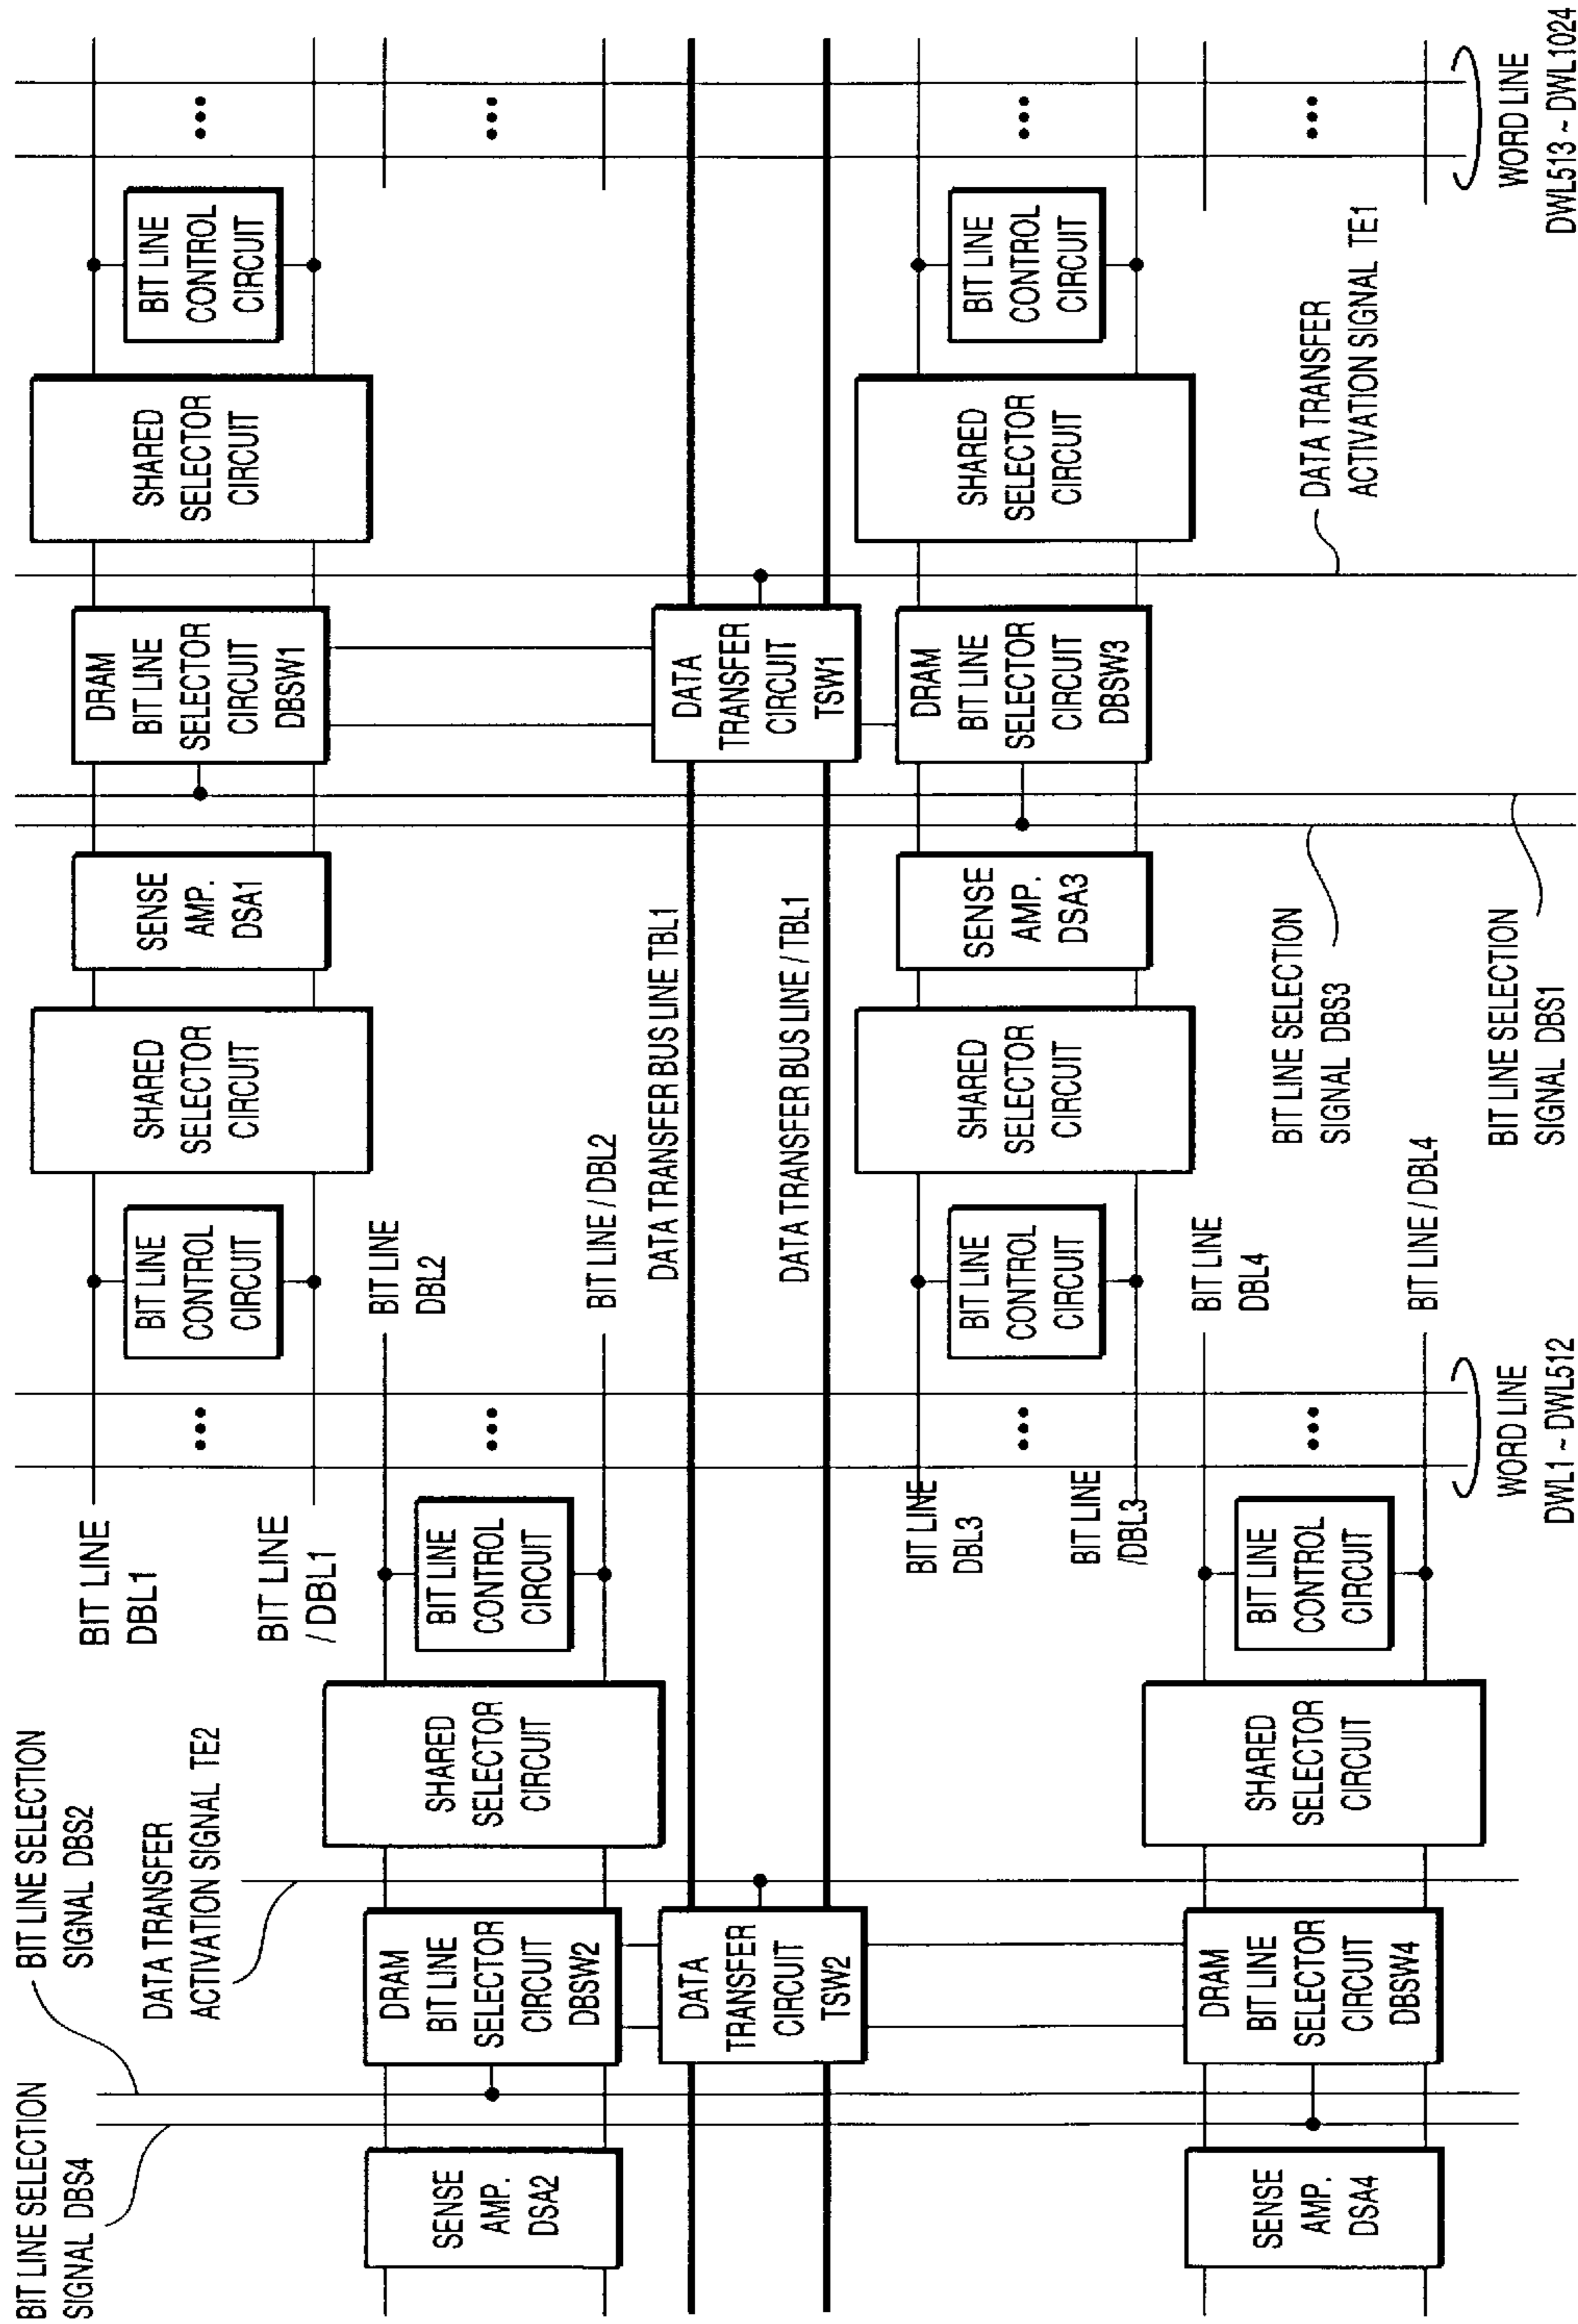 BIT LINE SELECTION
SIGNAL DBS4
BIT LINE SELECTION
SIGNAL DBS2
DATA TRANSFER
ACTIVATION SIGNAL TE2
BIT LINE
DBL1
BIT LINE
/ DBL1
BIT LINE
CONTROL
CIRCUIT
SHARED
SELECTOR
CIRCUIT
SENSE
AMP.
DSA1
DRAM
BIT LINE
SELECTOR
CIRCUIT
DBSW1
SHARED
SELECTOR
CIRCUIT
BIT LINE
CONTROL
CIRCUIT
•••
•••
SENSE
AMP.
DSA2
DRAM
BIT LINE
SELECTOR
CIRCUIT
DBSW2
SHARED
SELECTOR
CIRCUIT
BIT LINE
CONTROL
CIRCUIT
•••
BIT LINE
DBL2
BIT LINE / DBL2
•••
DATA
TRANSFER
CIRCUIT
TSW2
DATA TRANSFER BUS LINE TBL1
DATA TRANSFER BUS LINE / TBL1
DATA
TRANSFER
CIRCUIT
TSW1
BIT LINE
DBL3
BIT LINE
/DBL3
•••
BIT LINE
CONTROL
CIRCUIT
SHARED
SELECTOR
CIRCUIT
SENSE
AMP.
DSA3
DRAM
BIT LINE
SELECTOR
CIRCUIT
DBSW3
SHARED
SELECTOR
CIRCUIT
BIT LINE
CONTROL
CIRCUIT
•••
SENSE
AMP.
DSA4
DRAM
BIT LINE
SELECTOR
CIRCUIT
DBSW4
SHARED
SELECTOR
CIRCUIT
BIT LINE
CONTROL
CIRCUIT
•••
BIT LINE
DBL4
BIT LINE / DBL4
BIT LINE SELECTION
SIGNAL DBS3
BIT LINE SELECTION
SIGNAL DBS1
DATA TRANSFER
ACTIVATION SIGNAL TE1
•••
WORD LINE
DWL1 ~ DWL512
WORD LINE
DWL513 ~ DWL1024